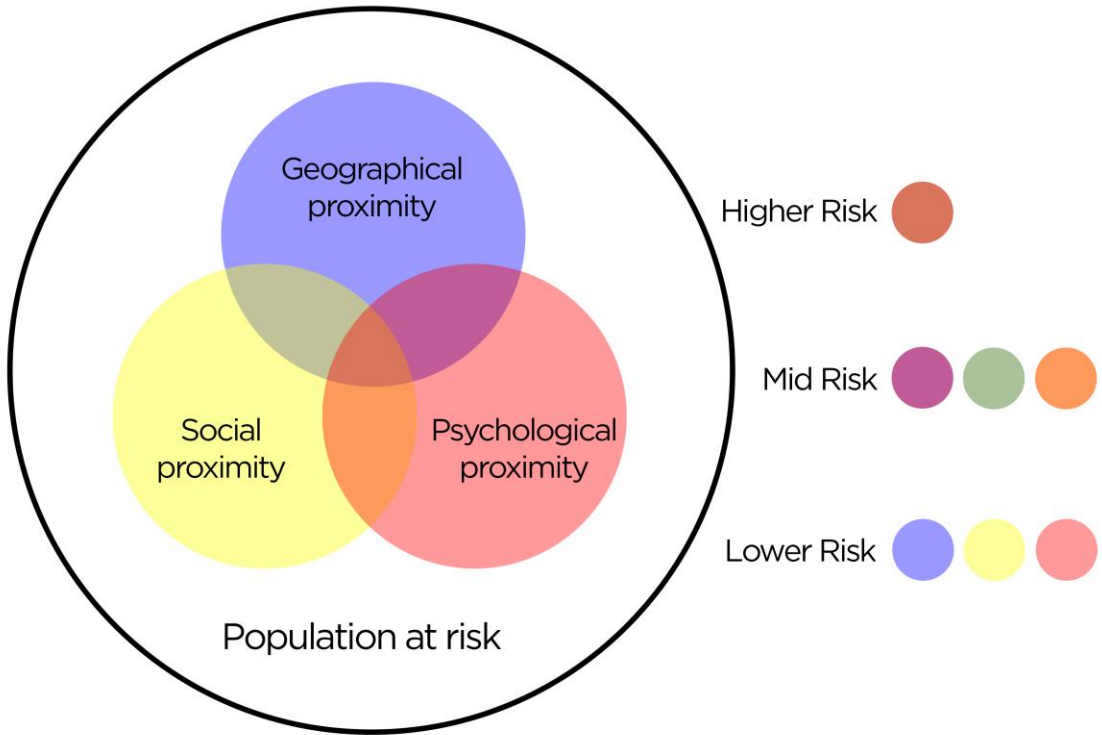 Geographical
proximity
Social
proximity
Psychological
proximity
Population at risk
Higher Risk
Mid Risk
Lower Risk